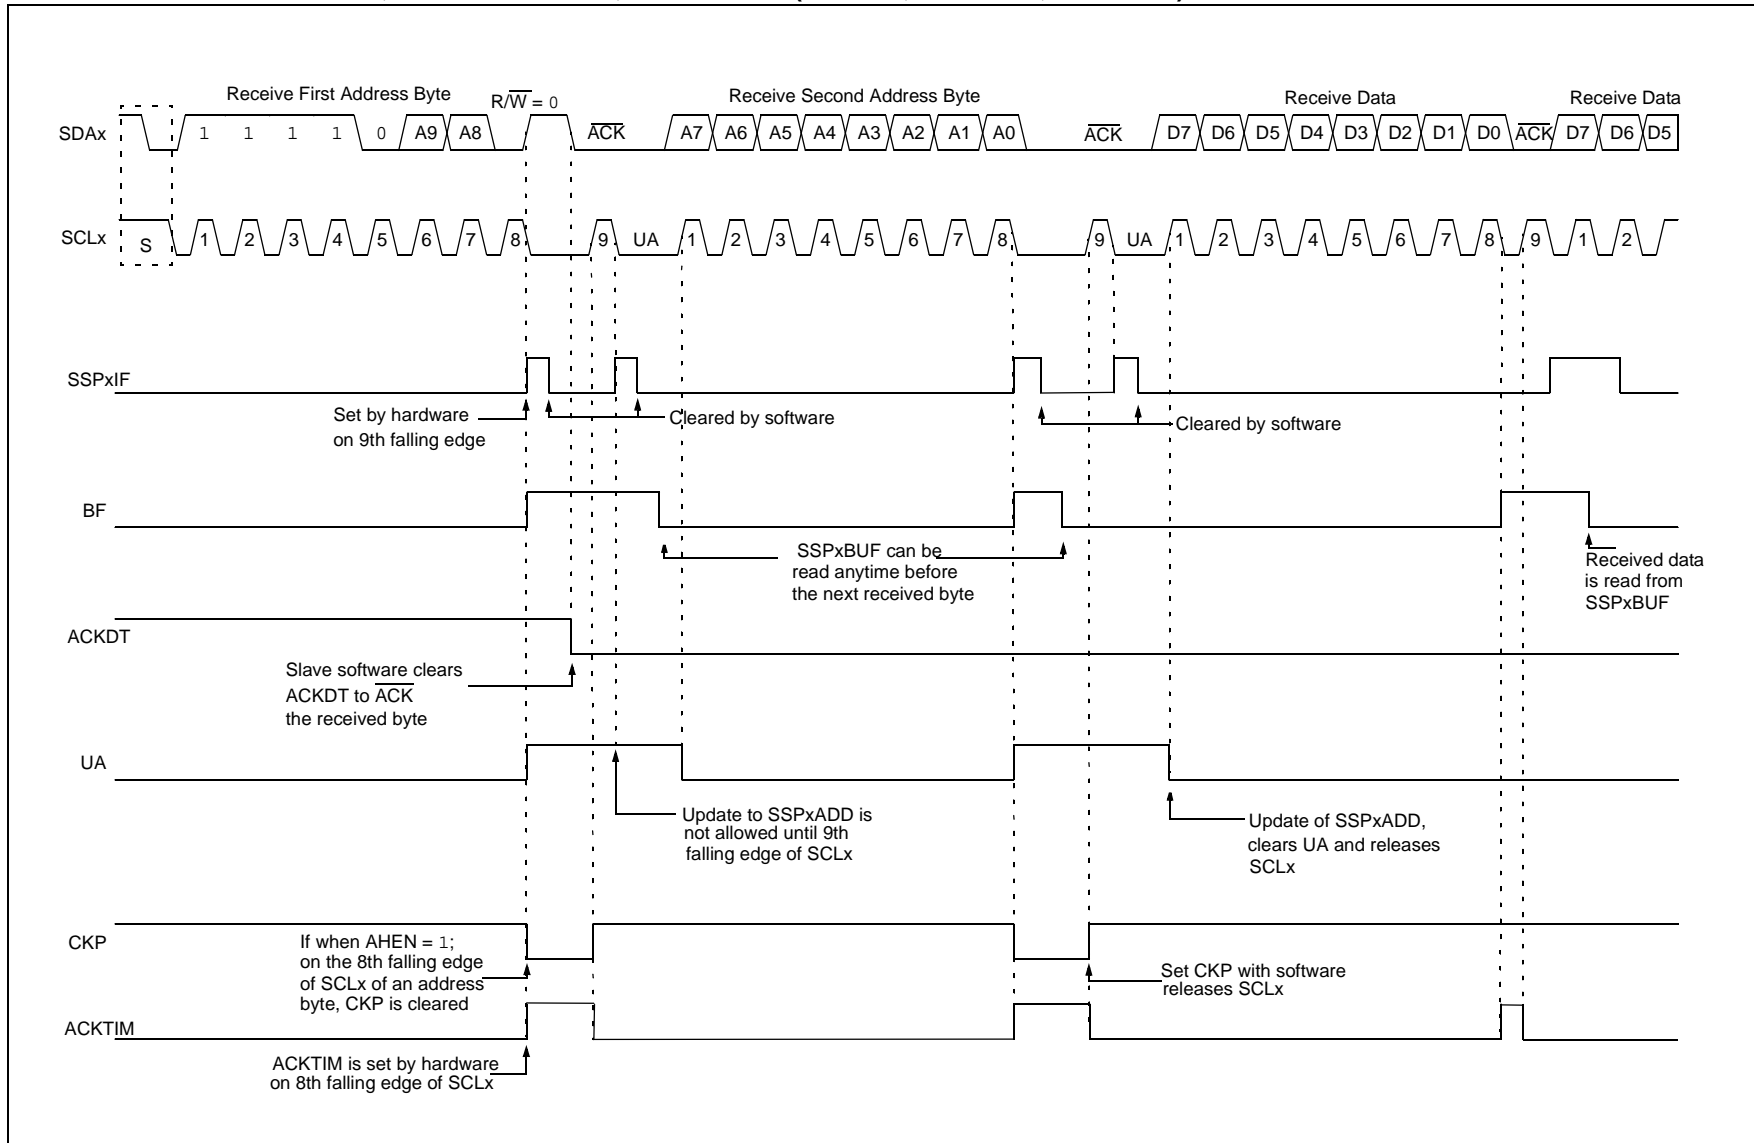 Receive First Address Byte
R/W = 0
Receive Second Address Byte
Receive Data
Receive Data
SDAx
1 1 1 1 0 A9 A8
ACK
A7 A6 A5 A4 A3 A2 A1 A0
ACK
D7 D6 D5 D4 D3 D2 D1 D0
ACK
D7 D6 D5
SCLx
S
1 2 3 4 5 6 7 8 9 UA 1 2 3 4 5 6 7 8 9 UA 1 2 3 4 5 6 7 8 9 1 2
SSPxIF
Set by hardware
on 9th falling edge
Cleared by software
Cleared by software
BF
SSPxBUF can be
read anytime before
the next received byte
Received data
is read from
SSPxBUF
ACKDT
Slave software clears
ACKDT to ACK
the received byte
UA
Update to SSPxADD is
not allowed until 9th
falling edge of SCLx
Update of SSPxADD,
clears UA and releases
SCLx
CKP
If when AHEN = 1;
on the 8th falling edge
of SCLx of an address
byte, CKP is cleared
Set CKP with software
releases SCLx
ACKTIM
ACKTIM is set by hardware
on 8th falling edge of SCLx